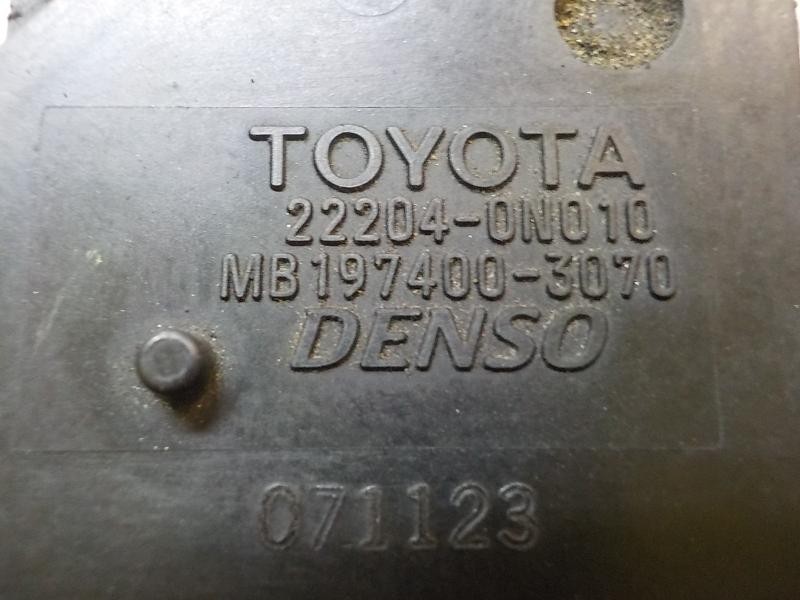 TOYOTA
22204-0N010
MB197400-3070
DENSO
071123